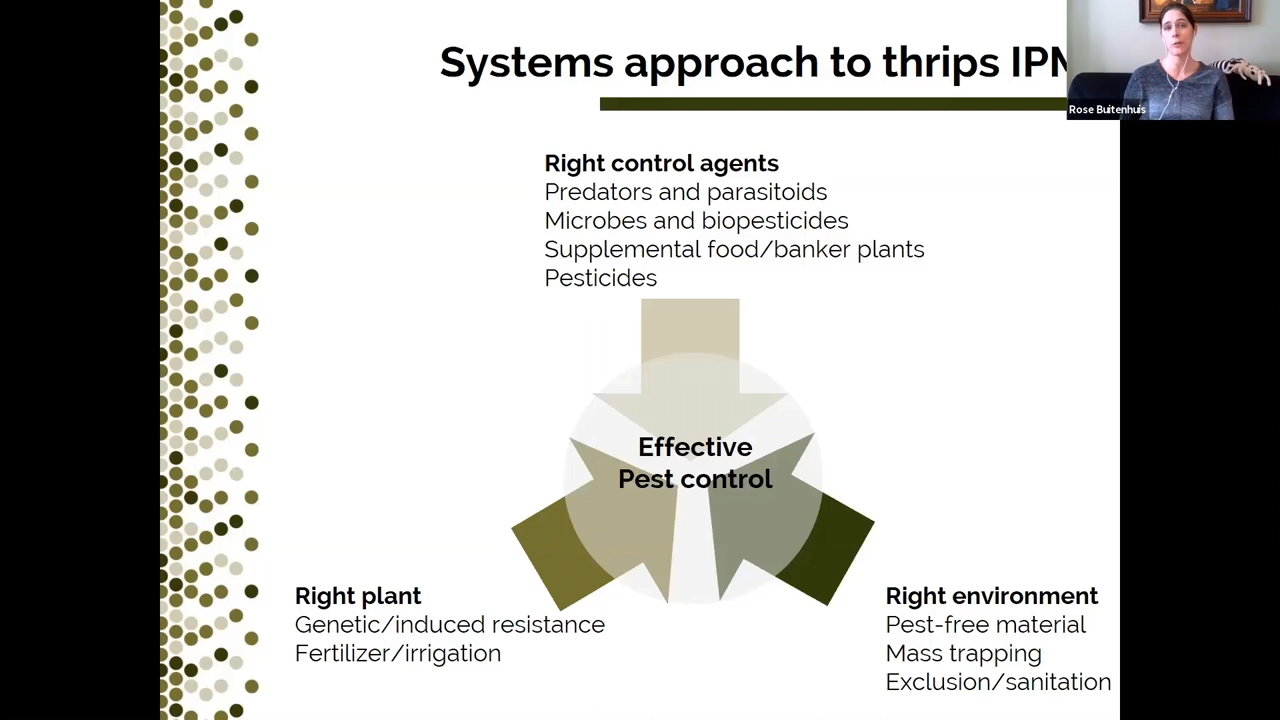 Systems approach to thrips IPM
Rose Buitenhuis
Right control agents
Predators and parasitoids
Microbes and biopesticides
Supplemental food/banker plants
Pesticides
Effective
Pest control
Right plant
Genetic/induced resistance
Fertilizer/irrigation
Right environment
Pest-free material
Mass trapping
Exclusion/sanitation